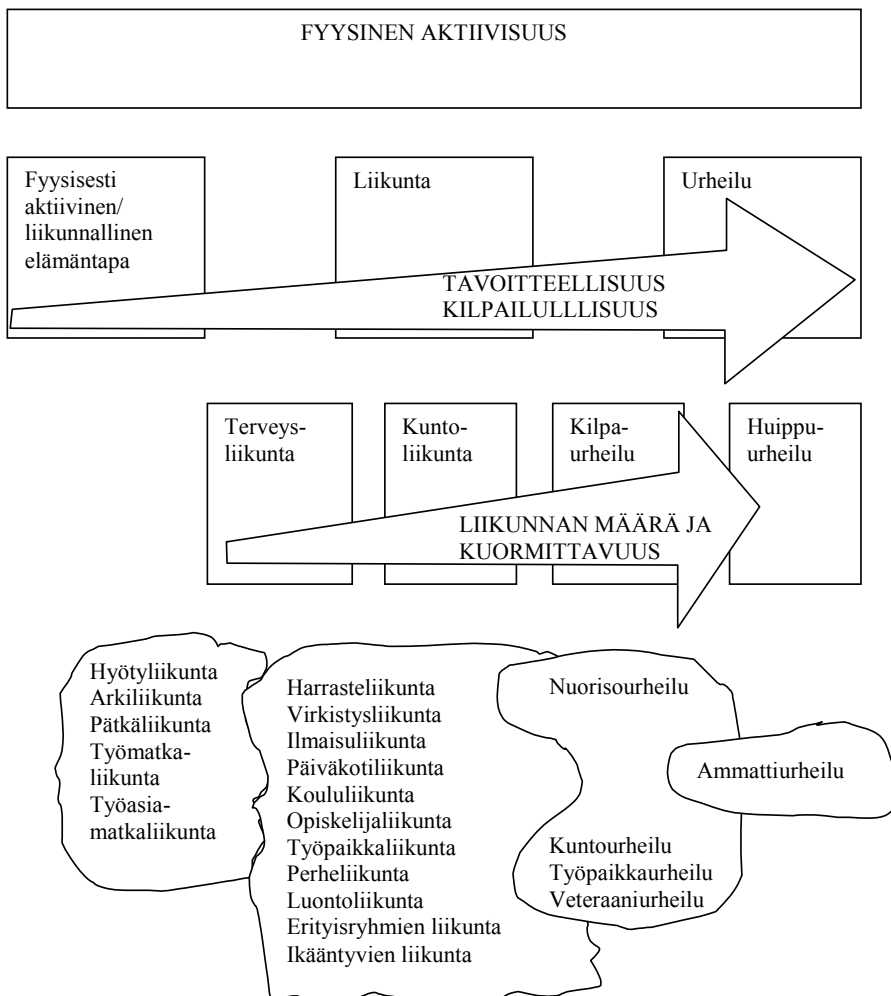 FYYSINEN AKTIIVISUUS
Fyysisesti
aktiivinen/
liikunnallinen
elämäntapa
Liikunta
Urheilu
TAVOITTEELLISUUS
KILPAILULLLISUUS
Terveys-
liikunta
Kunto-
liikunta
Kilpa-
urheilu
Huippu-
urheilu
LIIKUNNAN MÄÄRÄ JA
KUORMITTAVUUS
Hyötyliikunta
Arkiliikunta
Pätkäliikunta
Työmatka-
liikunta
Työasia-
matkaliikunta
Harrasteliikunta
Virkistysliikunta
Ilmaisuliikunta
Päiväkotiliikunta
Koululiikunta
Opiskelijaliikunta
Työpaikkaliikunta
Perheliikunta
Luontoliikunta
Erityisryhmien liikunta
Ikääntyvien liikunta
Nuorisourheilu
Kuntourheilu
Työpaikkaurheilu
Veteraaniurheilu
Ammattiurheilu